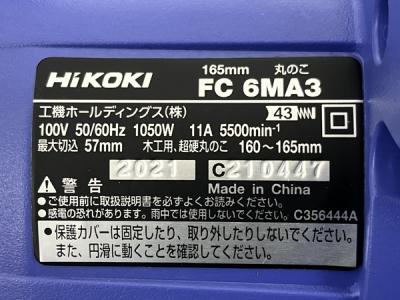 HiKOKI
165mm 丸のこ
FC 6MA3
工機ホールディングス(株)
43
100V 50/60Hz 1050W 11A 5500min⁻¹
最大切込 57mm 木工用、超硬丸のこ 160～165mm
2021 C210447
警告
Made in China
●ご使用前に取扱説明書を必ずよくお読みください。
●感電の恐れがあります。雨中では使用しないでください。 C356444A
●保護カバーは固定したり、取り外したりしないでください。
また、円滑に動くことを確認してください。